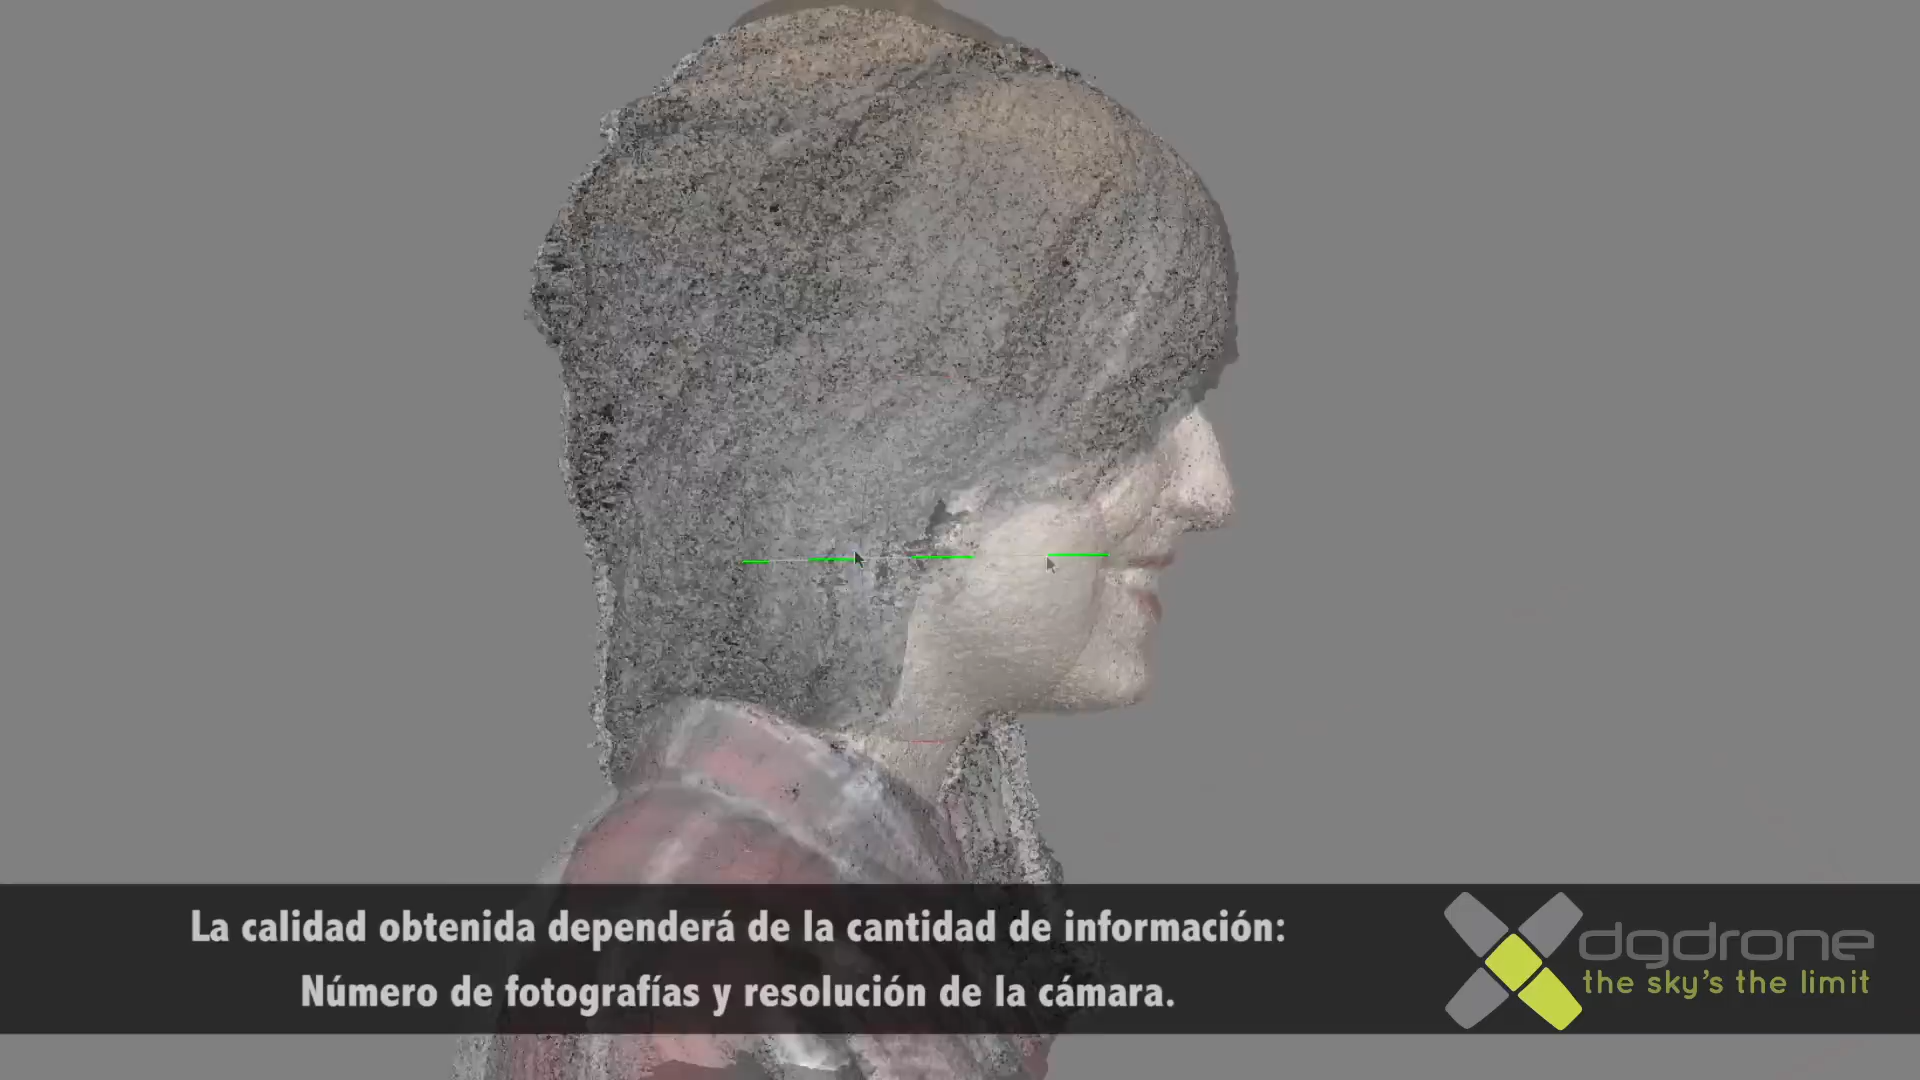 La calidad obtenida dependerá de la cantidad de información:
Número de fotografías y resolución de la cámara.
dgdrone
the sky's the limit